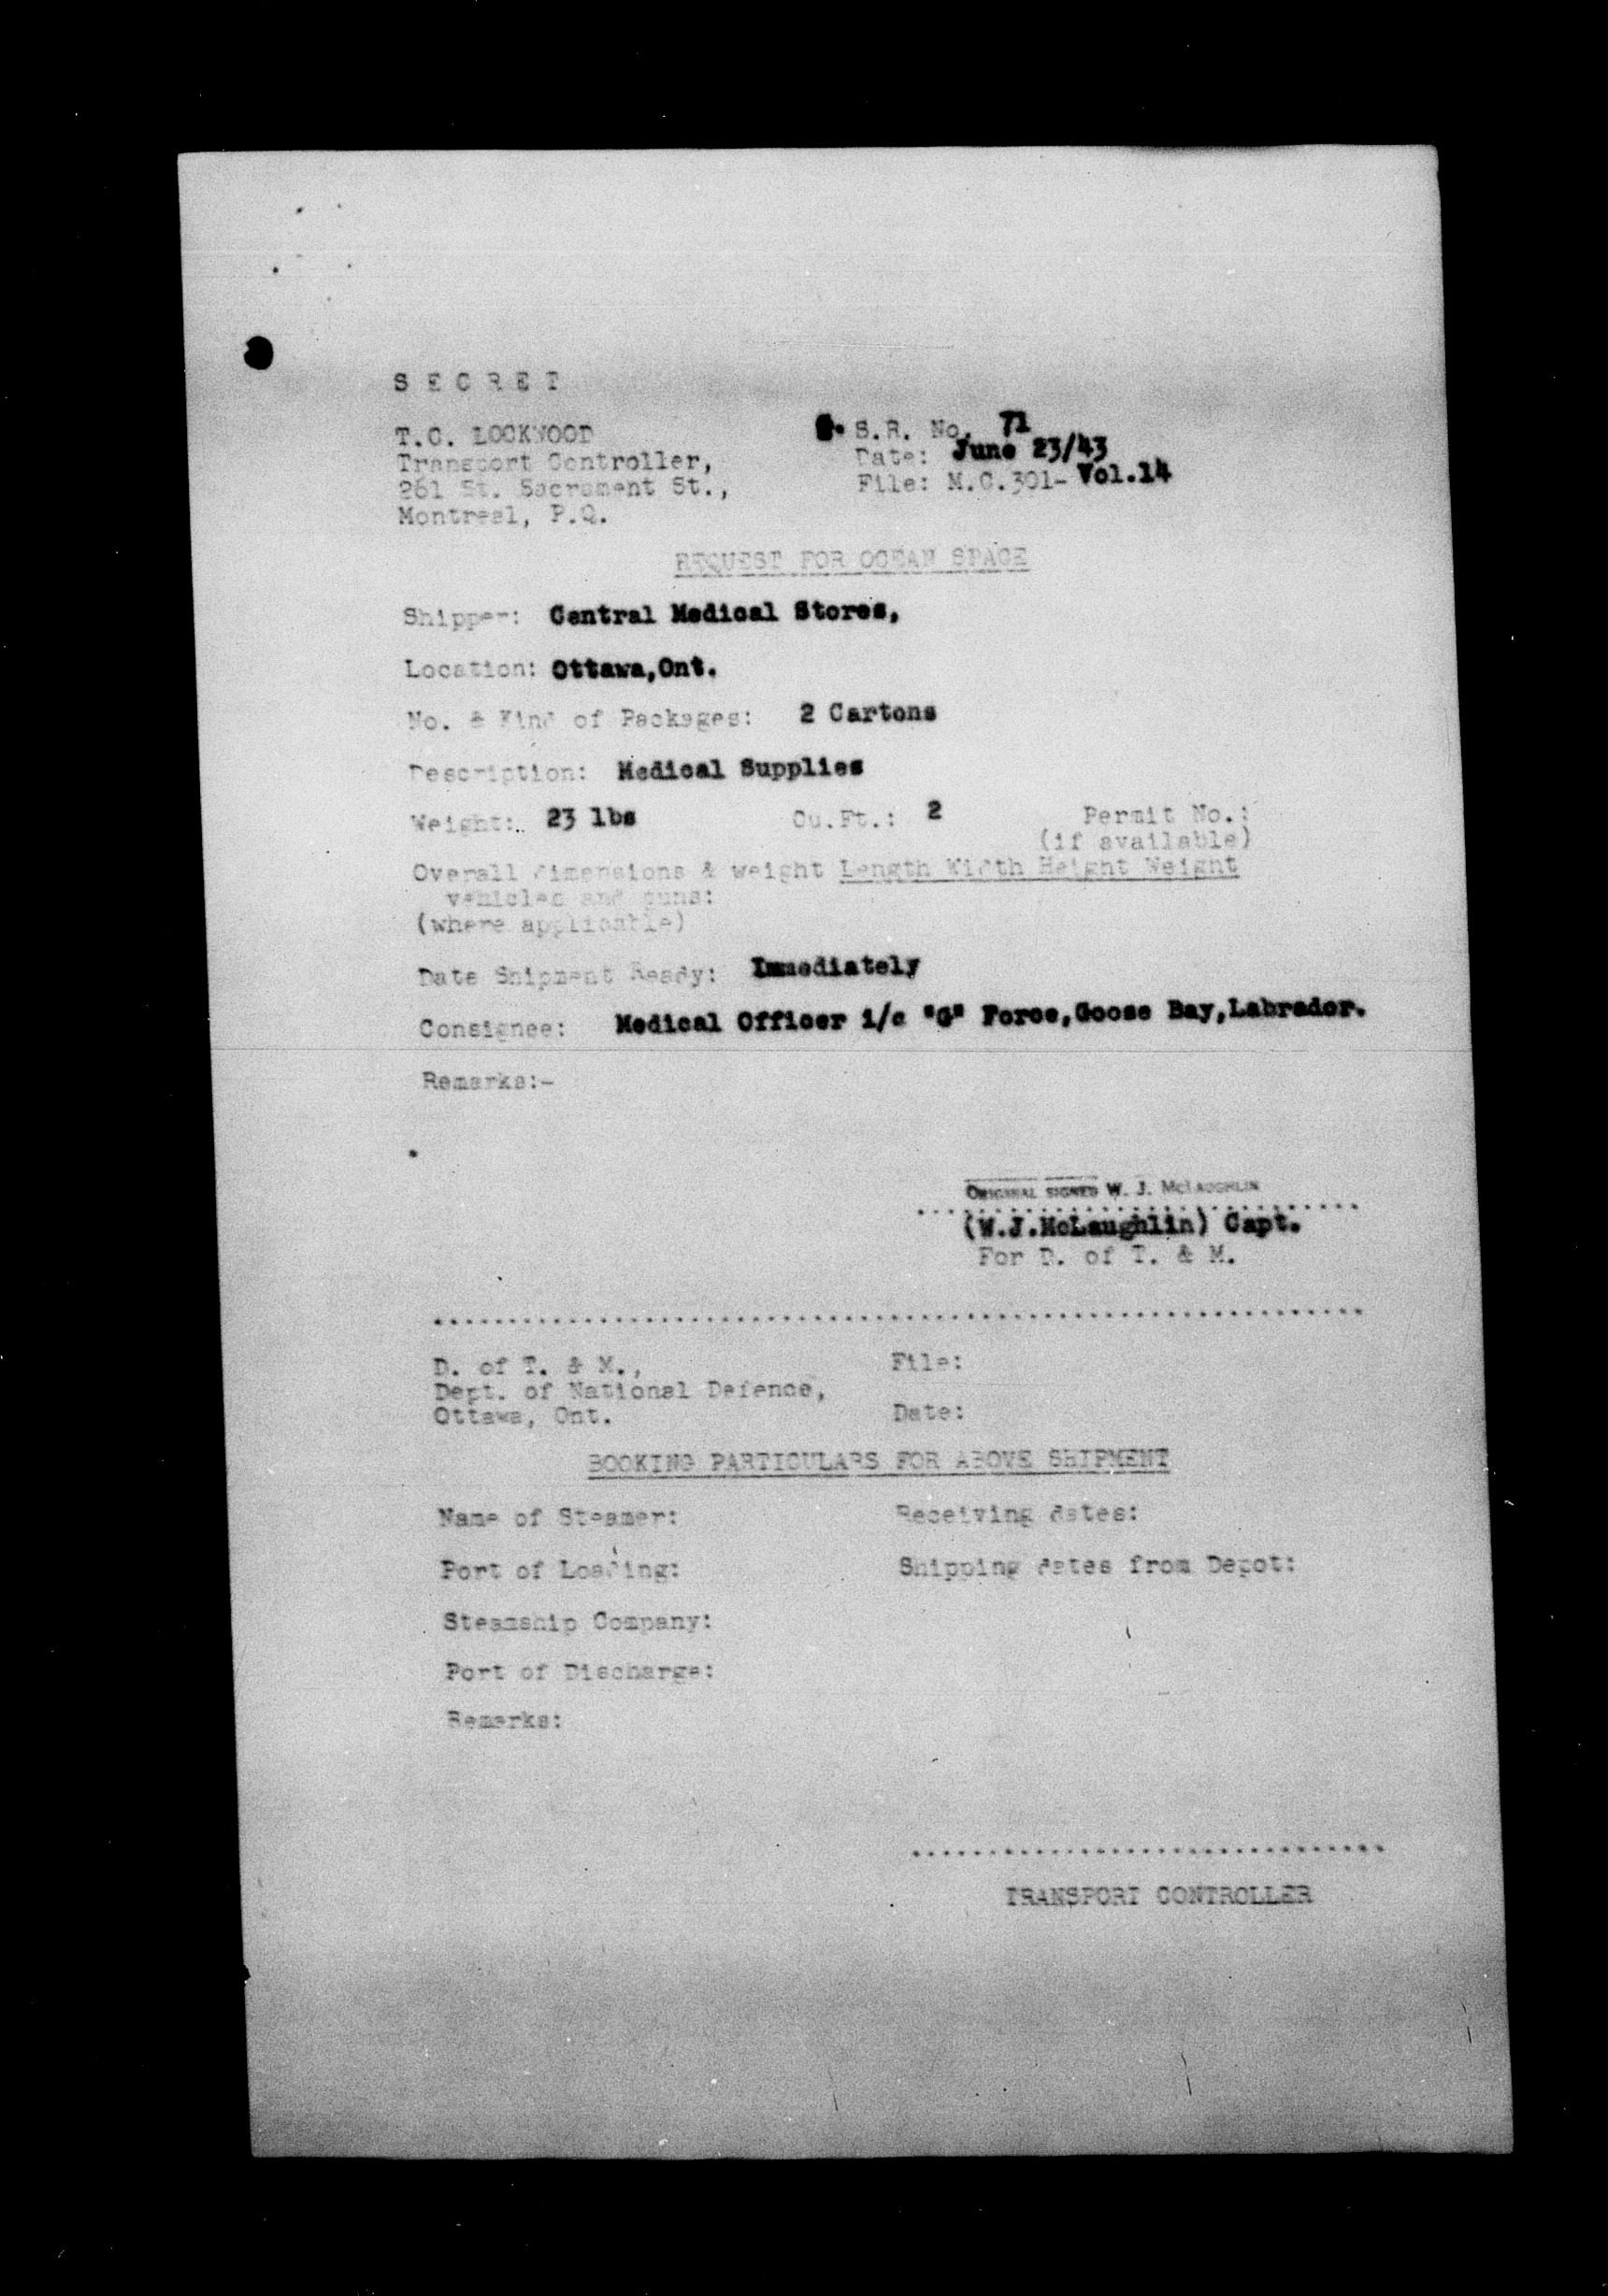 S E C R E T
T.C. LOCKWOOD
Transport Controller,
261 St. Sacrament St.,
Montreal, P.Q.
S.R. No. 71
Date: June 23/43
File: M.C.301- Vol.14
REQUEST FOR OCEAN SPACE
Shipper: Central Medical Stores,
Location: Ottawa,Ont.
No. & Kind of Packages: 2 Cartons
Description: Medical Supplies
Weight: 23 lbs Cu.Ft.: 2 Permit No.:
(if available)
Overall dimensions & weight Length Width Height Weight
vehicles and guns:
(where applicable)
Date Shipment Ready: Immediately
Consignee: Medical Officer i/c "G" Force,Goose Bay,Labrador.
Remarks:-
ORIGINAL SIGNED W. J. McLAUGHLIN
(W.J.McLaughlin) Capt.
For D. of T. & M.
D. of T. & M.,
Dept. of National Defence,
Ottawa, Ont.
File:
Date:
BOOKING PARTICULARS FOR ABOVE SHIPMENT
Name of Steamer: Receiving dates:
Port of Loading: Shipping dates from Depot:
Steamship Company:
Port of Discharge:
Remarks:
TRANSPORT CONTROLLER